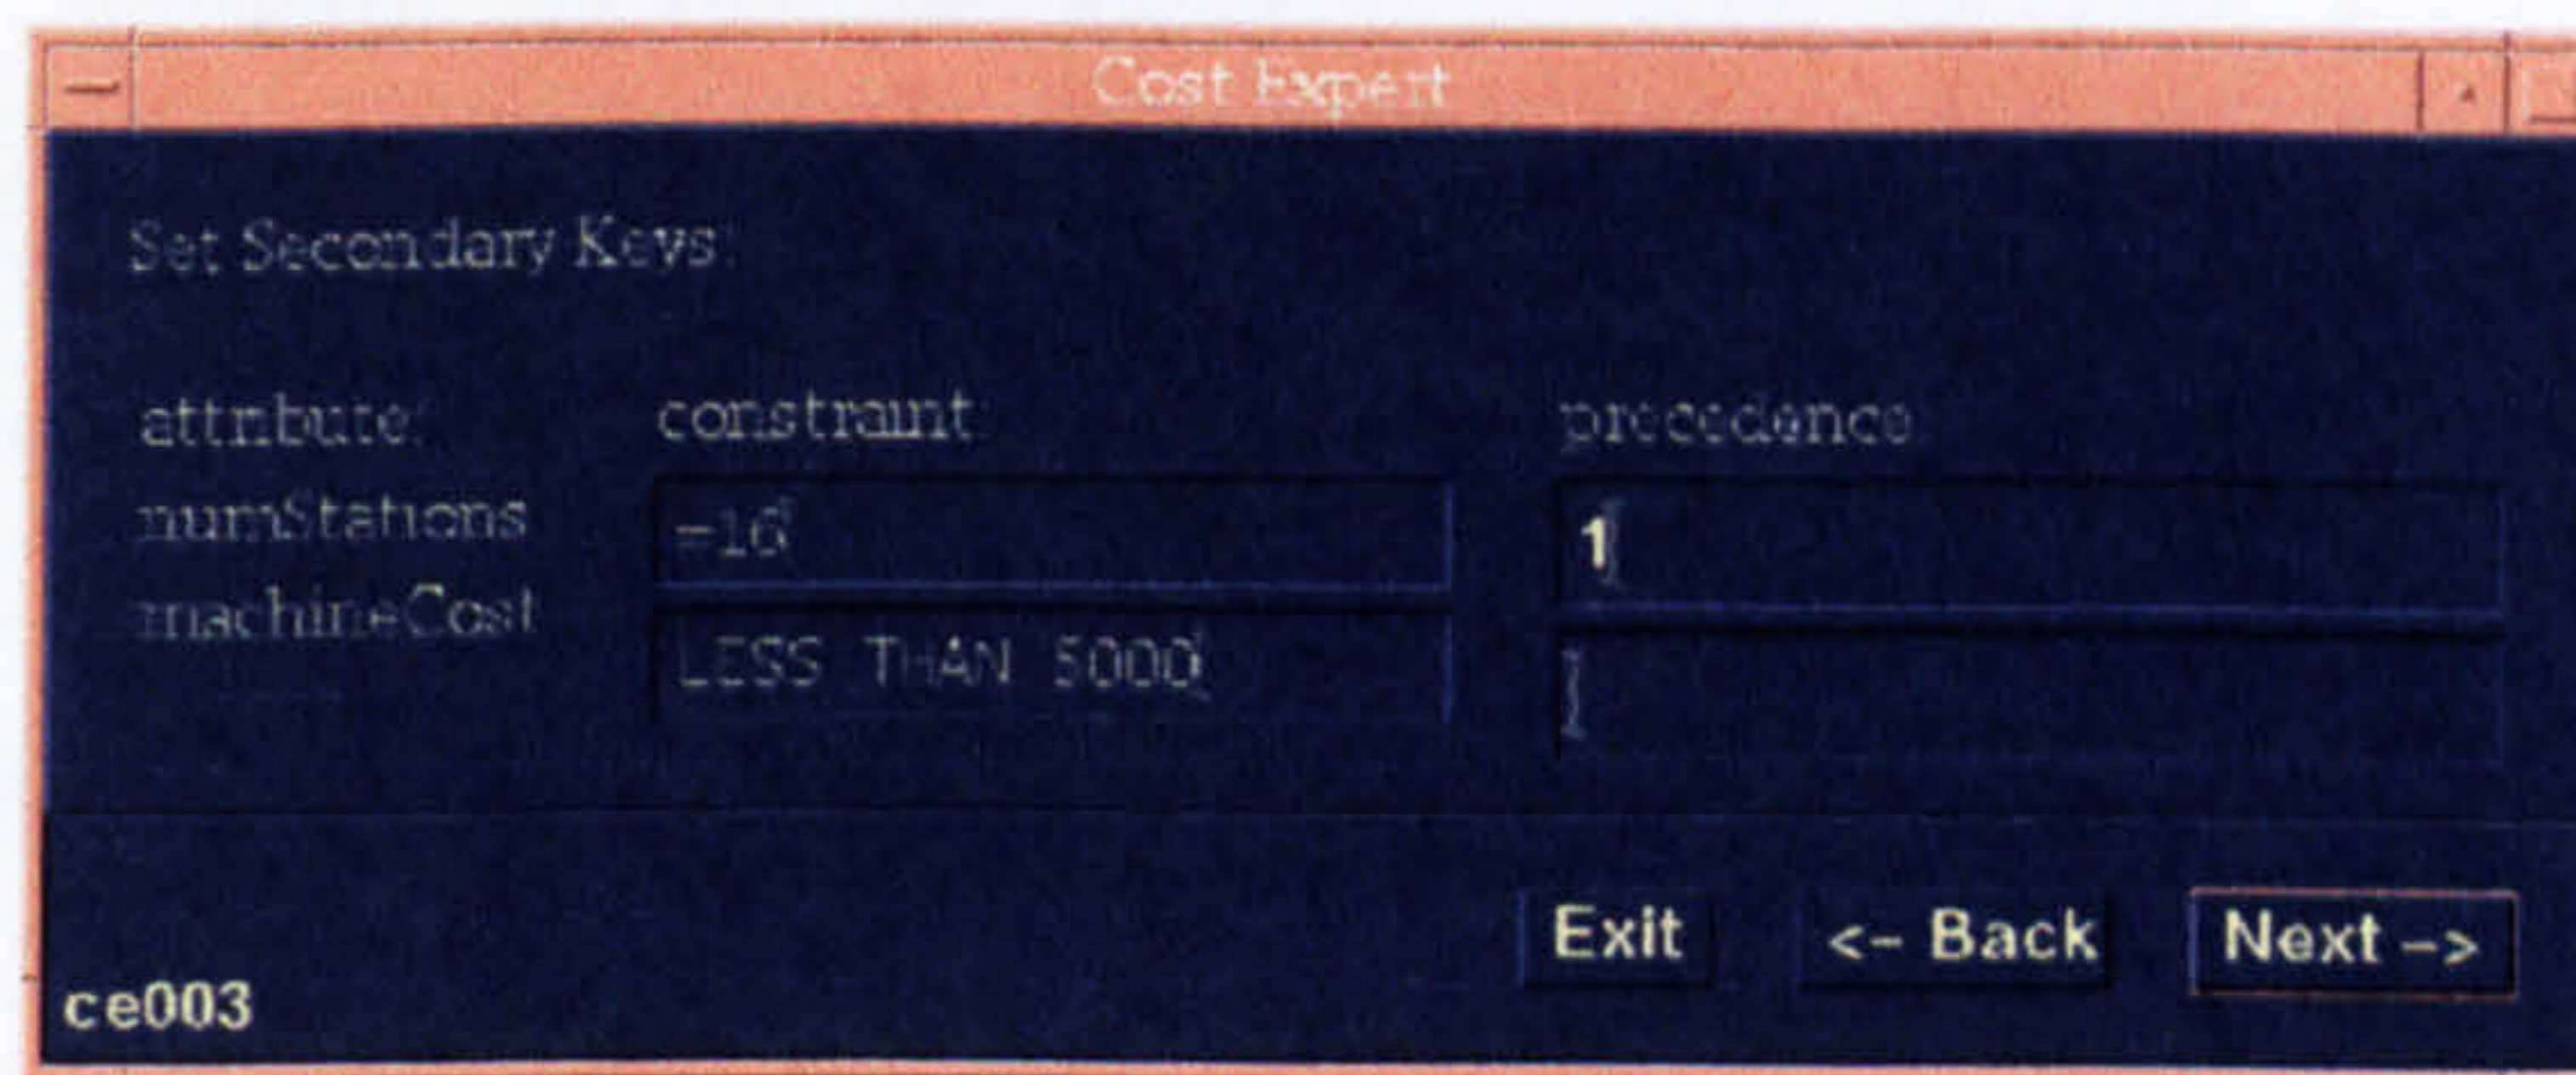 Cost Expert
Set Secondary Keys:
attribute: constraint: precedence
numStations =16 1
machineCost LESS THAN 5000
Exit <- Back Next ->
ce003